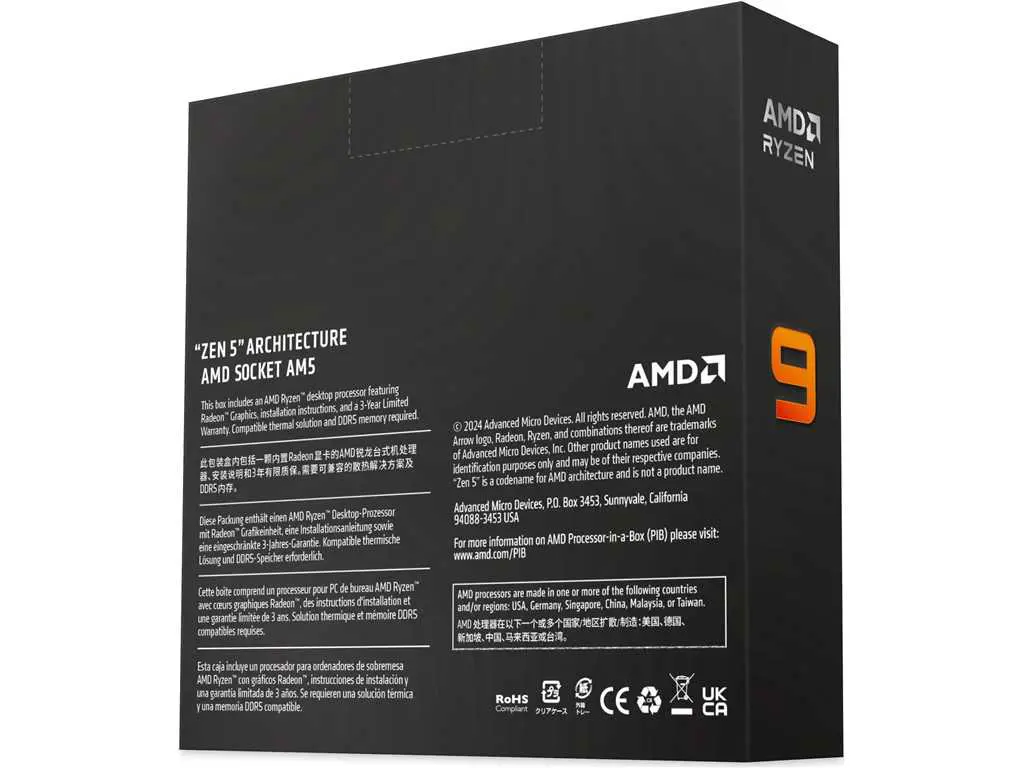 "ZEN 5" ARCHITECTURE
AMD SOCKET AM5
This box includes an AMD Ryzen™ desktop processor featuring
Radeon™ Graphics, installation instructions, and a 3-Year Limited
Warranty. Compatible thermal solution and DDR5 memory required.
此包装盒内包括一颗内置Radeon显卡的AMD锐龙台式机处理
器、安装说明和3年有限质保。需要可兼容的散热解决方案及
DDR5内存。
Diese Packung enthält einen AMD Ryzen™ Desktop-Prozessor
mit Radeon™ Grafikeinheit, eine Installationsanleitung sowie
eine eingeschränkte 3-Jahres-Garantie. Kompatible thermische
Lösung und DDR5-Speicher erforderlich.
Cette boite comprend un processeur pour PC de bureau AMD Ryzen™
avec cœurs graphiques Radeon™, des instructions d'installation et
une garantie limitée de 3 ans. Solution thermique et mémoire DDR5
compatibles requises.
Esta caja incluye un procesador para ordenadores de sobremesa
AMD Ryzen™ con gráficos Radeon™, instrucciones de instalación y
una garantía limitada de 3 años. Se requieren una solución térmica
y una memoria DDR5 compatible.
AMD
© 2024 Advanced Micro Devices. All rights reserved. AMD, the AMD
Arrow logo, Radeon, Ryzen, and combinations thereof are trademarks
of Advanced Micro Devices, Inc. Other product names used are for
identification purposes only and may be of their respective companies.
"Zen 5" is a codename for AMD architecture and is not a product name.
Advanced Micro Devices, P.O. Box 3453, Sunnyvale, California
94088-3453 USA
For more information on AMD Processor-in-a-Box (PIB) please visit:
www.amd.com/PIB
AMD processors are made in one or more of the following countries
and/or regions: USA, Germany, Singapore, China, Malaysia, or Taiwan.
AMD 处理器在以下一个或多个国家/地区扩散/制造：美国、德国、
新加坡、中国、马来西亚或台湾。
RoHS
Compliant
プラ
クリアケース
紙
外箱
トレー
CE
UK
CA
AMD
RYZEN
9